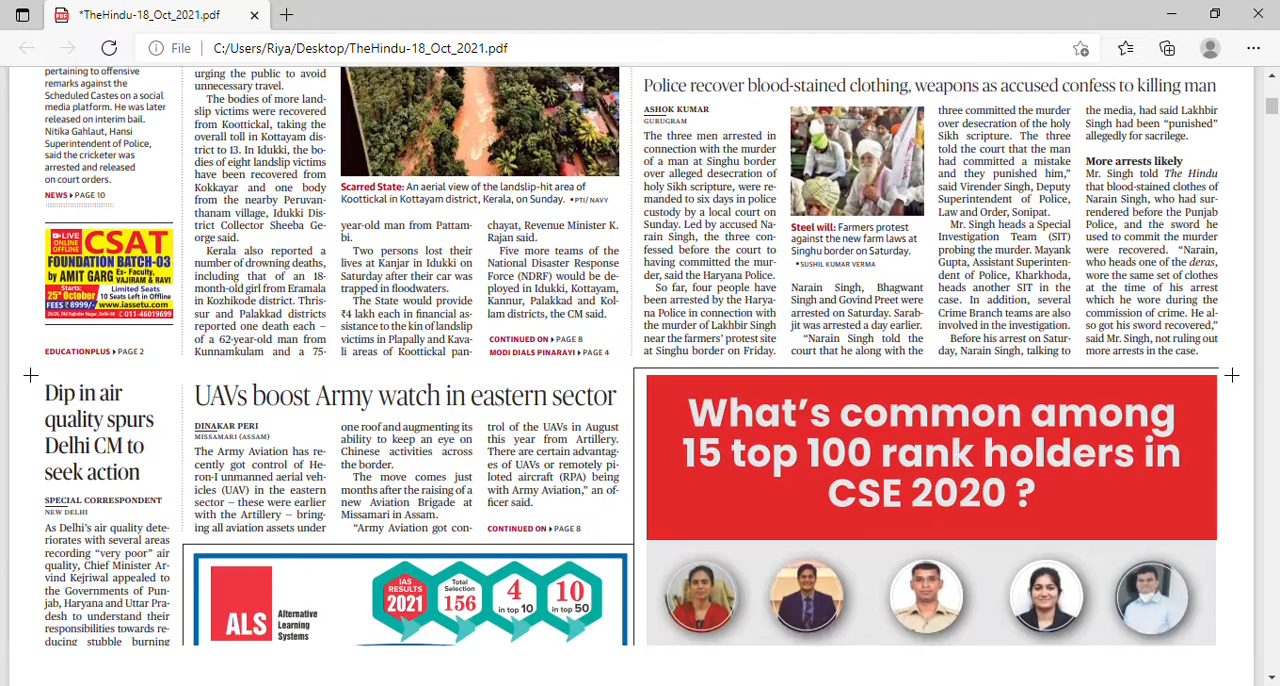 *TheHindu-18_Oct_2021.pdf
File
C:/Users/Riya/Desktop/TheHindu-18_Oct_2021.pdf
pertaining to offensive
remarks against the
Scheduled Castes on a social
media platform. He was later
released on interim bail.
Nitika Gahlaut, Hansi
Superintendent of Police,
said the cricketer was
arrested and released
on court orders.
NEWS ▸ PAGE 10
LIVE
ONLINE
OFFLINE
CSAT
FOUNDATION BATCH-03
by AMIT GARG Ex- Faculty,
VAJIRAM & RAVI
Starts:
25th October
Limited Seats
10 Seats Left in Offline
FEES ₹ 8999/- www.iassetu.com
Old Rajinder Nagar, Delhi-60 011-46019699
EDUCATIONPLUS ▸ PAGE 2
urging the public to avoid
unnecessary travel.
The bodies of more land-
slip victims were recovered
from Koottickal, taking the
overall toll in Kottayam dis-
trict to 13. In Idukki, the bo-
dies of eight landslip victims
have been recovered from
Kokkayar and one body
from the nearby Peruvan-
thanam village, Idukki Dis-
trict Collector Sheeba Ge-
orge said.
Kerala also reported a
number of drowning deaths,
including that of an 18-
month-old girl from Eramala
in Kozhikode district. Thris-
sur and Palakkad districts
reported one death each –
of a 62-year-old man from
Kunnamkulam and a 75-
Scarred State: An aerial view of the landslip-hit area of
Koottickal in Kottayam district, Kerala, on Sunday. ▪ PTI/ NAVY
year-old man from Pattam-
bi.
Two persons lost their
lives at Kanjar in Idukki on
Saturday after their car was
trapped in floodwaters.
The State would provide
₹4 lakh each in financial as-
sistance to the kin of landslip
victims in Plapally and Kava-
li areas of Koottickal pan-
chayat, Revenue Minister K.
Rajan said.
Five more teams of the
National Disaster Response
Force (NDRF) would be de-
ployed in Idukki, Kottayam,
Kannur, Palakkad and Kol-
lam districts, the CM said.
CONTINUED ON ▸ PAGE 8
MODI DIALS PINARAYI ▸ PAGE 4
Police recover blood-stained clothing, weapons as accused confess to killing man
ASHOK KUMAR
GURUGRAM
The three men arrested in
connection with the murder
of a man at Singhu border
over alleged desecration of
holy Sikh scripture, were re-
manded to six days in police
custody by a local court on
Sunday. Led by accused Na-
rain Singh, the three con-
fessed before the court to
having committed the mur-
der, said the Haryana Police.
So far, four people have
been arrested by the Harya-
na Police in connection with
the murder of Lakhbir Singh
near the farmers’ protest site
at Singhu border on Friday.
Steel will: Farmers protest
against the new farm laws at
Singhu border on Saturday.
▪ SUSHIL KUMAR VERMA
Narain Singh, Bhagwant
Singh and Govind Preet were
arrested on Saturday. Sarab-
jit was arrested a day earlier.
“Narain Singh told the
court that he along with the
three committed the murder
over desecration of the holy
Sikh scripture. The three
told the court that the man
had committed a mistake
and they punished him,”
said Virender Singh, Deputy
Superintendent of Police,
Law and Order, Sonipat.
Mr. Singh heads a Special
Investigation Team (SIT)
probing the murder. Mayank
Gupta, Assistant Superinten-
dent of Police, Kharkhoda,
heads another SIT in the
case. In addition, several
Crime Branch teams are also
involved in the investigation.
Before his arrest on Satur-
day, Narain Singh, talking to
the media, had said Lakhbir
Singh had been “punished”
allegedly for sacrilege.
More arrests likely
Mr. Singh told The Hindu
that blood-stained clothes of
Narain Singh, who had sur-
rendered before the Punjab
Police, and the sword he
used to commit the murder
were recovered. “Narain,
who heads one of the deras,
wore the same set of clothes
at the time of his arrest
which he wore during the
commission of crime. He al-
so got his sword recovered,”
said Mr. Singh, not ruling out
more arrests in the case.
Dip in air
quality spurs
Delhi CM to
seek action
SPECIAL CORRESPONDENT
NEW DELHI
As Delhi’s air quality dete-
riorates with several areas
recording “very poor” air
quality, Chief Minister Ar-
vind Kejriwal appealed to
the Governments of Pun-
jab, Haryana and Uttar Pra-
desh to understand their
responsibilities towards re-
ducing stubble burning
UAVs boost Army watch in eastern sector
DINAKAR PERI
MISSAMARI (ASSAM)
The Army Aviation has re-
cently got control of He-
ron-I unmanned aerial veh-
icles (UAV) in the eastern
sector – these were earlier
with the Artillery – bring-
ing all aviation assets under
one roof and augmenting its
ability to keep an eye on
Chinese activities across
the border.
The move comes just
months after the raising of a
new Aviation Brigade at
Missamari in Assam.
“Army Aviation got con-
trol of the UAVs in August
this year from Artillery.
There are certain advantag-
es of UAVs or remotely pi-
loted aircraft (RPA) being
with Army Aviation,” an of-
ficer said.
CONTINUED ON ▸ PAGE 8
ALS
Alternative
Learning
Systems
IAS
RESULTS
2021
Total
Selection
156
4
in top 10
10
in top 50
What’s common among
15 top 100 rank holders in
CSE 2020 ?